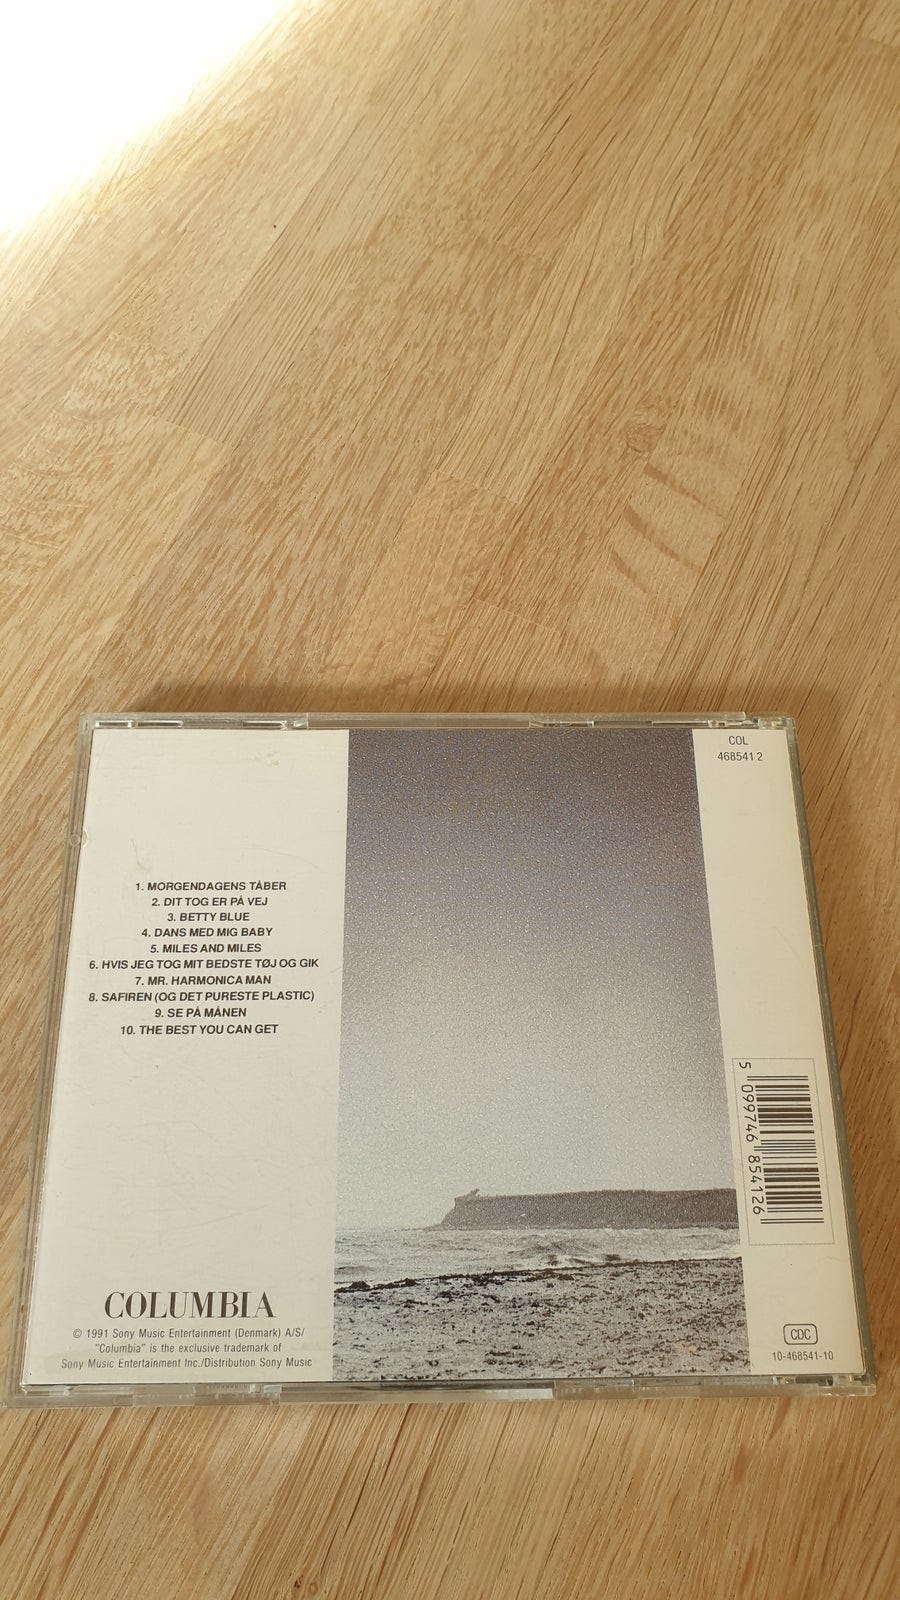 COL
468541 2
1. MORGENDAGENS TÅBER
2. DIT TOG ER PÅ VEJ
3. BETTY BLUE
4. DANS MED MIG BABY
5. MILES AND MILES
6. HVIS JEG TOG MIT BEDSTE TØJ OG GIK
7. MR. HARMONICA MAN
8. SAFIREN (OG DET PURESTE PLASTIC)
9. SE PÅ MÅNEN
10. THE BEST YOU CAN GET
5 099746 854126
COLUMBIA
© 1991 Sony Music Entertainment (Denmark) A/S/
"Columbia" is the exclusive trademark of
Sony Music Entertainment Inc./Distribution Sony Music
CDC
10-468541-10